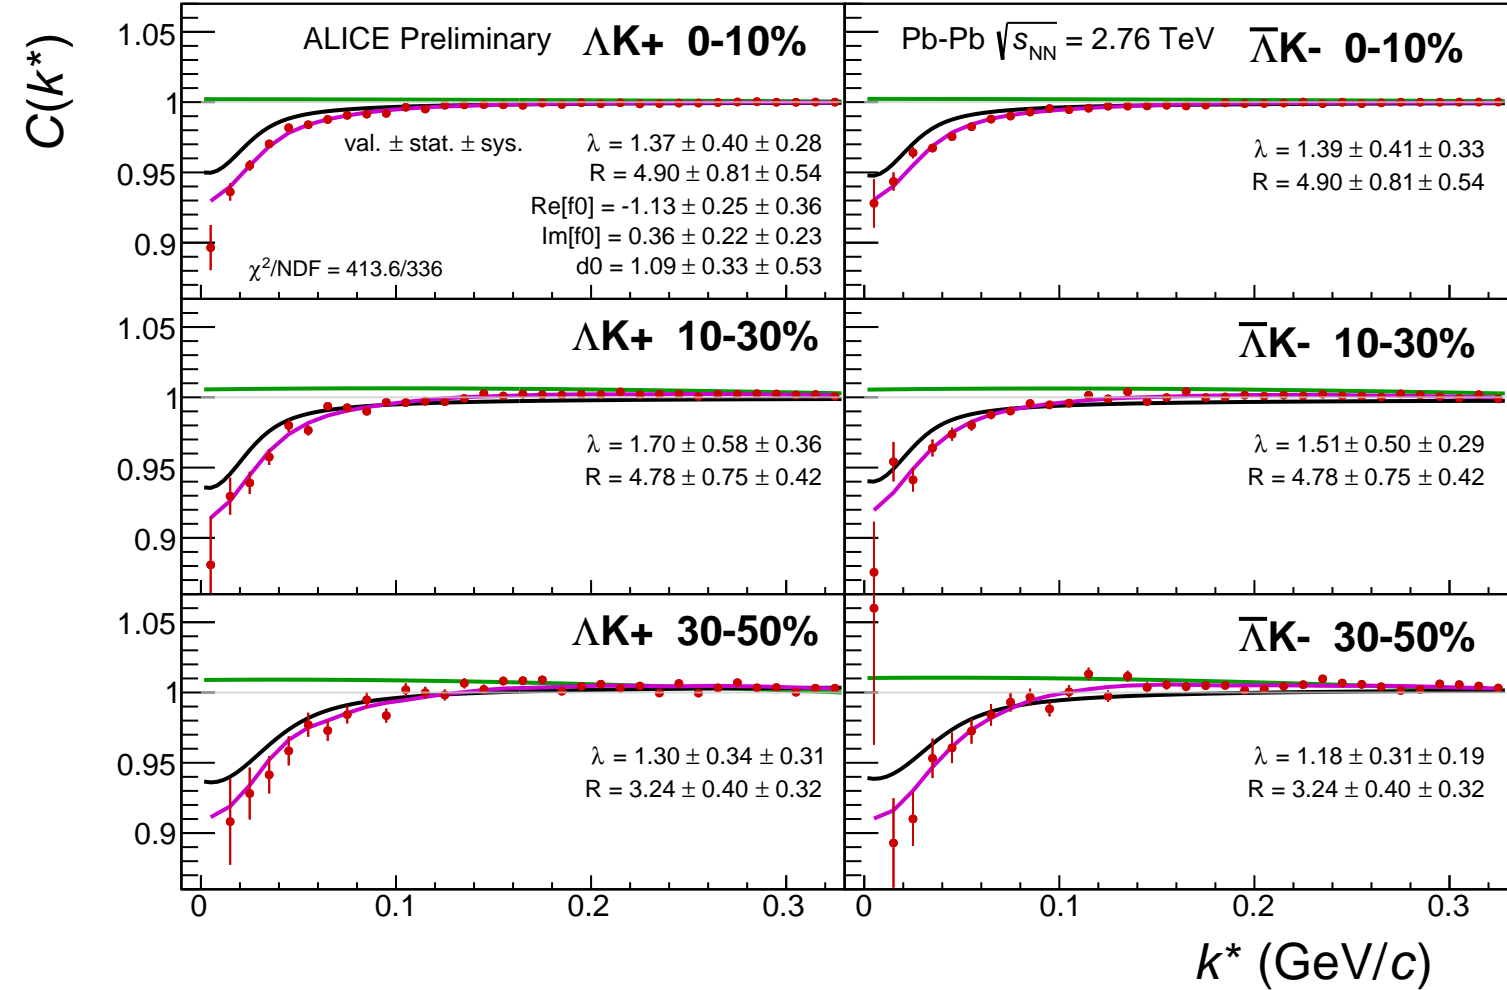 C(k*)
ALICE Preliminary ΛK+ 0-10%
val. ± stat. ± sys.
λ = 1.37 ± 0.40 ± 0.28
R = 4.90 ± 0.81 ± 0.54
Re[f0] = -1.13 ± 0.25 ± 0.36
Im[f0] = 0.36 ± 0.22 ± 0.23
d0 = 1.09 ± 0.33 ± 0.53
χ²/NDF = 413.6/336
1.05
1
0.95
0.9
Pb-Pb √s_NN = 2.76 TeV Λ̅K- 0-10%
λ = 1.39 ± 0.41 ± 0.33
R = 4.90 ± 0.81 ± 0.54
ΛK+ 10-30%
λ = 1.70 ± 0.58 ± 0.36
R = 4.78 ± 0.75 ± 0.42
1.05
1
0.95
0.9
Λ̅K- 10-30%
λ = 1.51 ± 0.50 ± 0.29
R = 4.78 ± 0.75 ± 0.42
ΛK+ 30-50%
λ = 1.30 ± 0.34 ± 0.31
R = 3.24 ± 0.40 ± 0.32
1.05
1
0.95
0.9
Λ̅K- 30-50%
λ = 1.18 ± 0.31 ± 0.19
R = 3.24 ± 0.40 ± 0.32
0 0.1 0.2 0.3
0 0.1 0.2 0.3
k* (GeV/c)